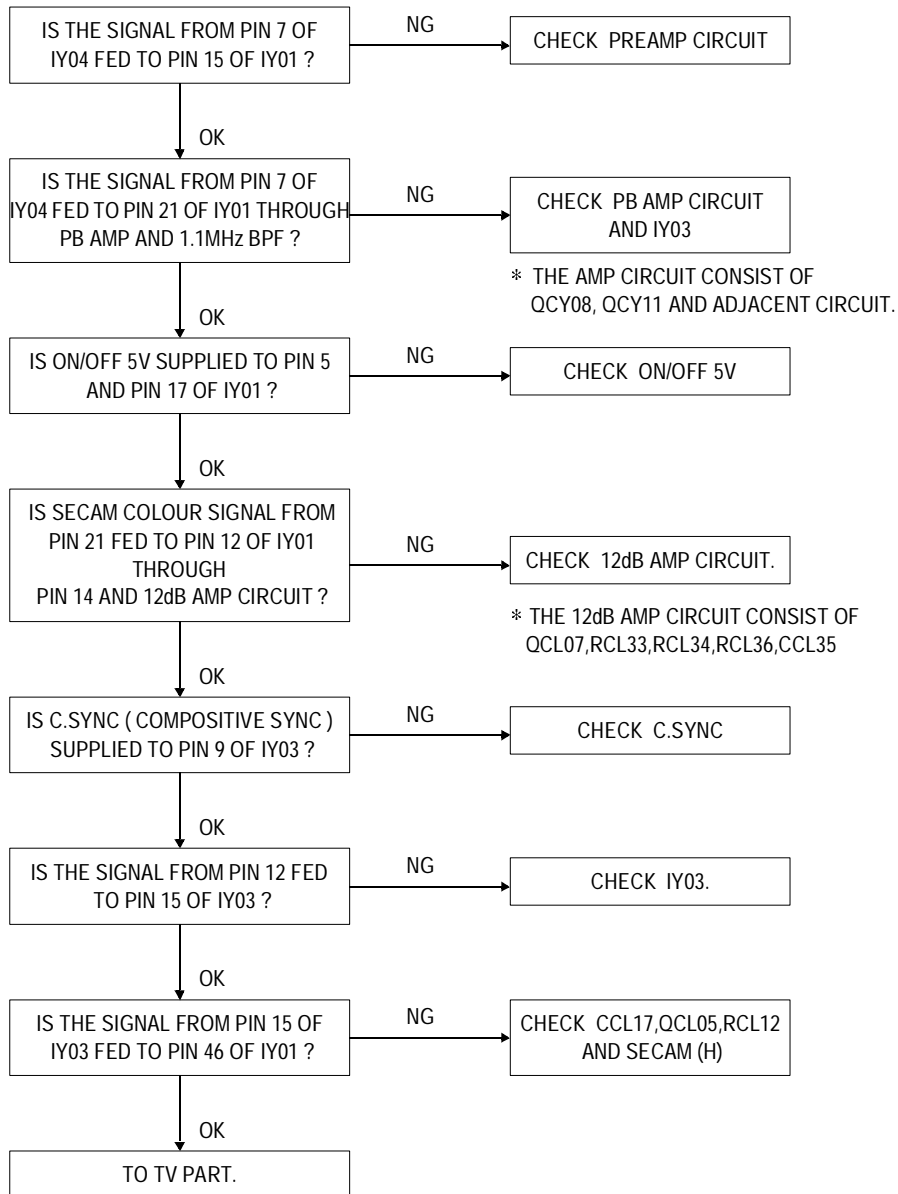 IS THE SIGNAL FROM PIN 7 OF
IY04 FED TO PIN 15 OF IY01 ?
NG
CHECK PREAMP CIRCUIT
OK
IS THE SIGNAL FROM PIN 7 OF
IY04 FED TO PIN 21 OF IY01 THROUGH
PB AMP AND 1.1MHz BPF ?
NG
CHECK PB AMP CIRCUIT
AND IY03
* THE AMP CIRCUIT CONSIST OF
QCY08, QCY11 AND ADJACENT CIRCUIT.
OK
IS ON/OFF 5V SUPPLIED TO PIN 5
AND PIN 17 OF IY01 ?
NG
CHECK ON/OFF 5V
OK
IS SECAM COLOUR SIGNAL FROM
PIN 21 FED TO PIN 12 OF IY01
THROUGH
PIN 14 AND 12dB AMP CIRCUIT ?
NG
CHECK 12dB AMP CIRCUIT.
* THE 12dB AMP CIRCUIT CONSIST OF
QCL07,RCL33,RCL34,RCL36,CCL35
OK
IS C.SYNC ( COMPOSITIVE SYNC )
SUPPLIED TO PIN 9 OF IY03 ?
NG
CHECK C.SYNC
OK
IS THE SIGNAL FROM PIN 12 FED
TO PIN 15 OF IY03 ?
NG
CHECK IY03.
OK
IS THE SIGNAL FROM PIN 15 OF
IY03 FED TO PIN 46 OF IY01 ?
NG
CHECK CCL17,QCL05,RCL12
AND SECAM (H)
OK
TO TV PART.